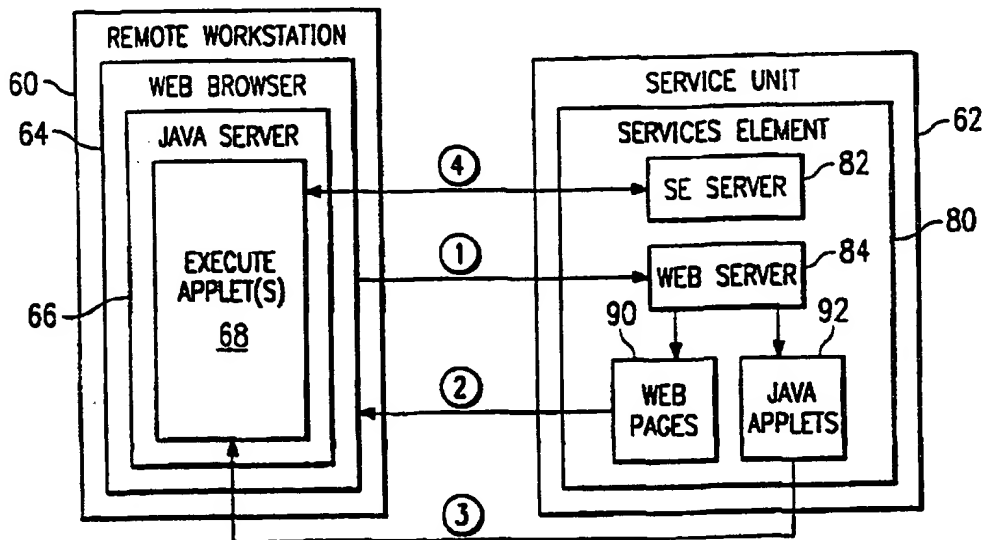 REMOTE WORKSTATION
60
WEB BROWSER
64
JAVA SERVER
EXECUTE
APPLET(S)
68
66
4
1
2
3
SERVICE UNIT
62
SERVICES ELEMENT
SE SERVER
82
80
WEB SERVER
84
90
92
WEB
PAGES
JAVA
APPLETS